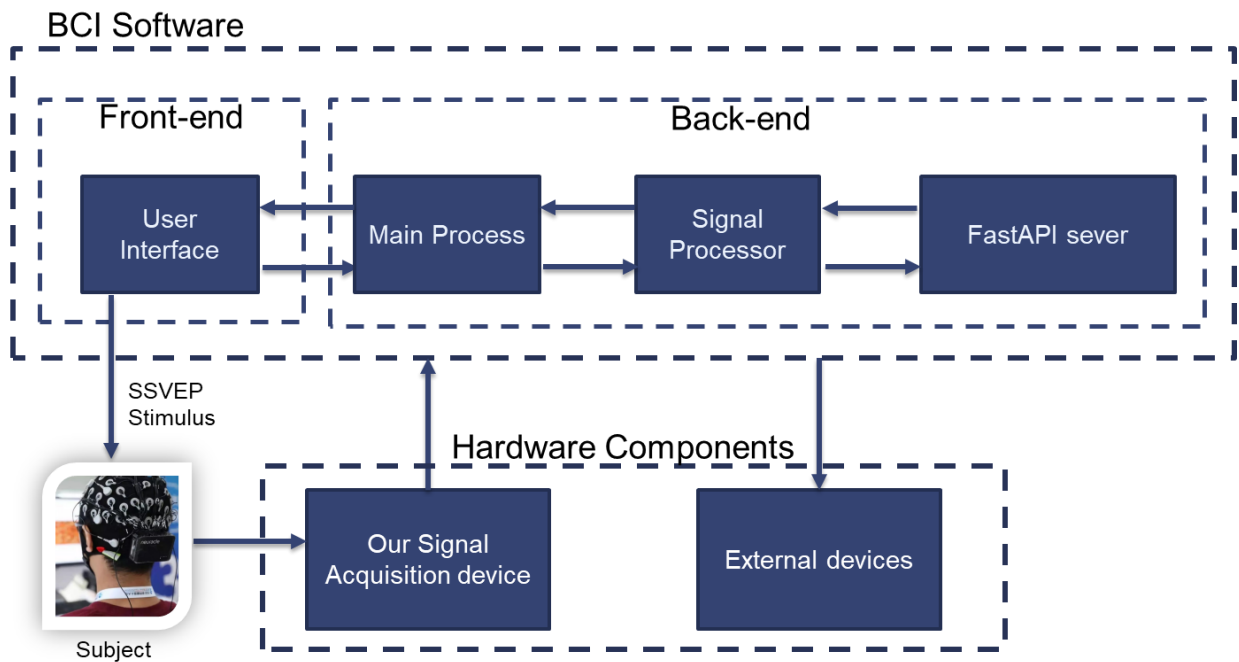 BCI Software
Front-end
Back-end
User
Interface
Main Process
Signal
Processor
FastAPI sever
SSVEP
Stimulus
Hardware Components
Our Signal
Acquisition device
External devices
Subject